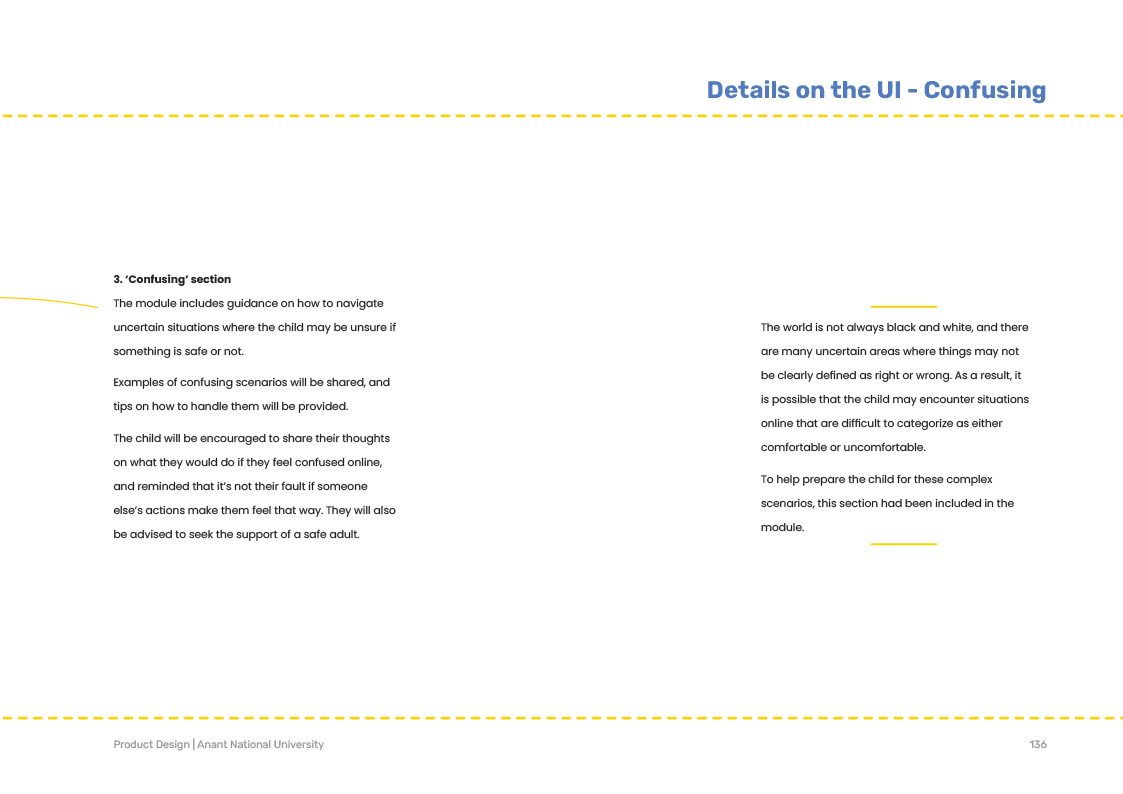 Details on the UI - Confusing
3. ‘Confusing’ section
The module includes guidance on how to navigate
uncertain situations where the child may be unsure if
something is safe or not.
Examples of confusing scenarios will be shared, and
tips on how to handle them will be provided.
The child will be encouraged to share their thoughts
on what they would do if they feel confused online,
and reminded that it’s not their fault if someone
else’s actions make them feel that way. They will also
be advised to seek the support of a safe adult.
The world is not always black and white, and there
are many uncertain areas where things may not
be clearly defined as right or wrong. As a result, it
is possible that the child may encounter situations
online that are difficult to categorize as either
comfortable or uncomfortable.
To help prepare the child for these complex
scenarios, this section had been included in the
module.
Product Design | Anant National University
136